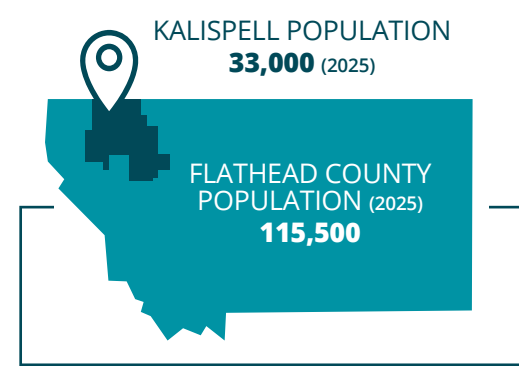 KALISPELL POPULATION
33,000 (2025)
FLATHEAD COUNTY
POPULATION (2025)
115,500